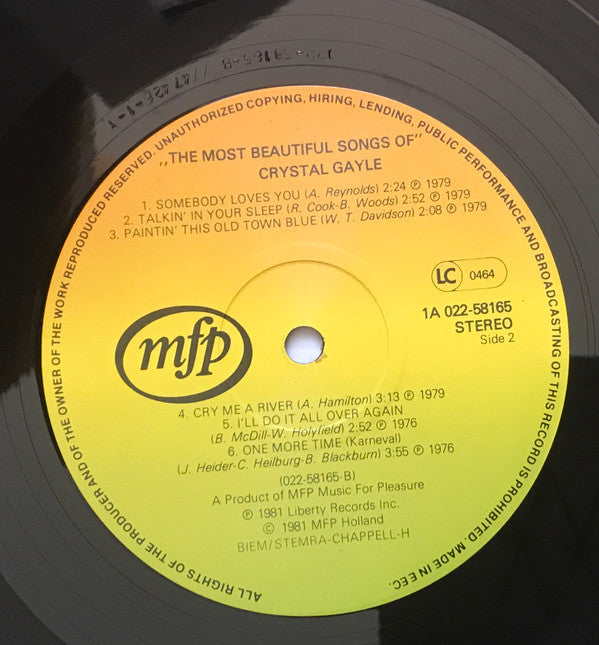 ALL RIGHTS OF THE PRODUCER AND OF THE OWNER OF THE WORK REPRODUCED RESERVED. UNAUTHORIZED COPYING, HIRING, LENDING, PUBLIC PERFORMANCE AND BROADCASTING OF THIS RECORD IS PROHIBITED. MADE IN EEC.
,,THE MOST BEAUTIFUL SONGS OF"
CRYSTAL GAYLE
1. SOMEBODY LOVES YOU (A. Reynolds) 2:24 ℗ 1979
2. TALKIN' IN YOUR SLEEP (R. Cook-B. Woods) 2:52 ℗ 1979
3. PAINTIN' THIS OLD TOWN BLUE (W. T. Davidson) 2:08 ℗ 1979
LC 0464
1A 022-58165
STEREO
Side 2
mfp
4. CRY ME A RIVER (A. Hamilton) 3:13 ℗ 1979
5. I'LL DO IT ALL OVER AGAIN
(B. McDill-W. Holyfield) 2:52 ℗ 1976
6. ONE MORE TIME (Karneval)
(J. Heider-C. Heilburg-B. Blackburn) 3:55 ℗ 1976
(022-58165-B)
A Product of MFP Music For Pleasure
℗ 1981 Liberty Records Inc.
© 1981 MFP Holland
BIEM/STEMRA-CHAPPELL-H